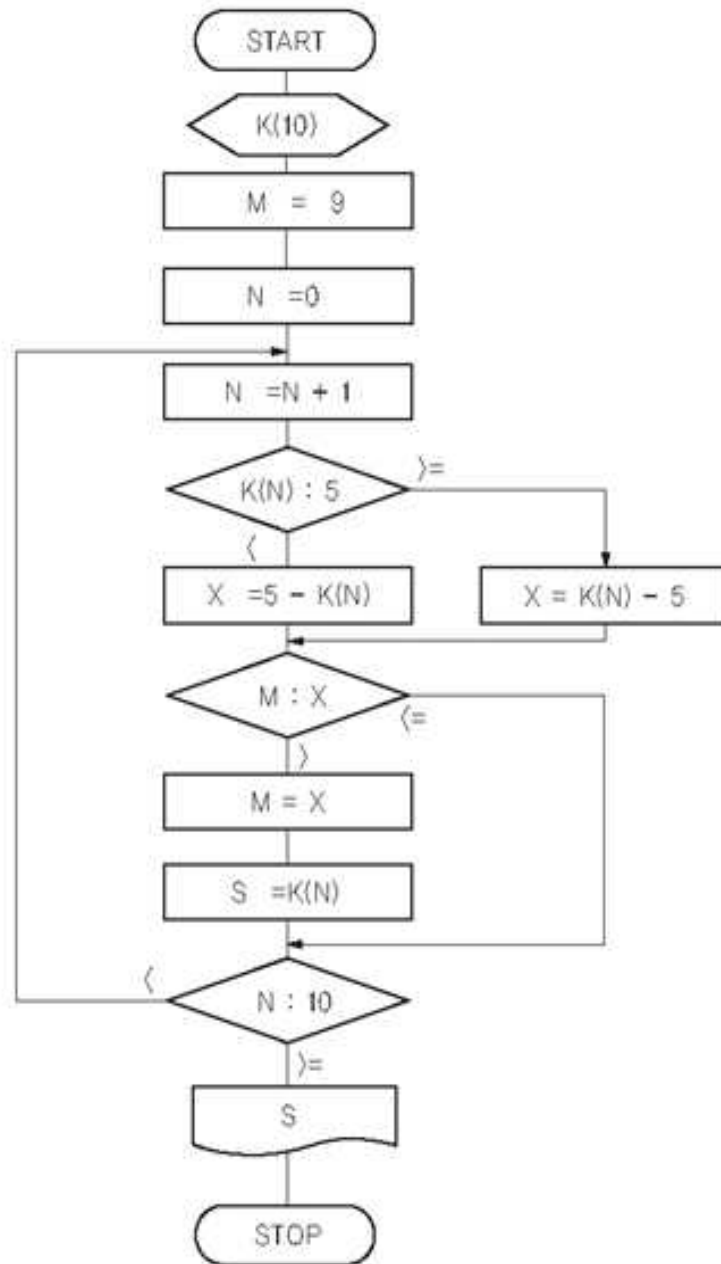 START
K(10)
M = 9
N =0
N =N + 1
K(N) : 5
>=
<
X =5 - K(N)
X = K(N) - 5
M : X
<=
>
M = X
S =K(N)
<
N : 10
>=
S
STOP